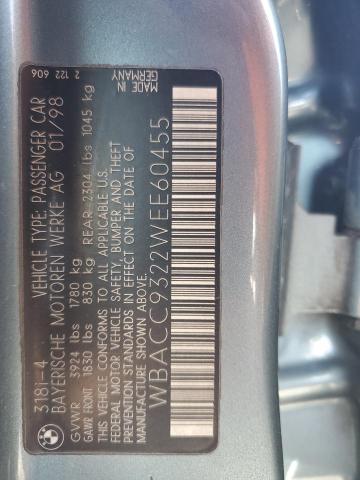 318i-4 VEHICLE TYPE: PASSENGER CAR
BAYERISCHE MOTOREN WERKE AG 01/98
GVWR 3924 lbs 1780 kg
GAWR FRONT 1830 lbs 830 kg REAR 2304 lbs 1045 kg
THIS VEHICLE CONFORMS TO ALL APPLICABLE U.S.
FEDERAL MOTOR VEHICLE SAFETY, BUMPER AND THEFT
PREVENTION STANDARDS IN EFFECT ON THE DATE OF
MANUFACTURE SHOWN ABOVE.
WBACC9322WEE60455
2 122 606
MADE IN
GERMANY
BMW